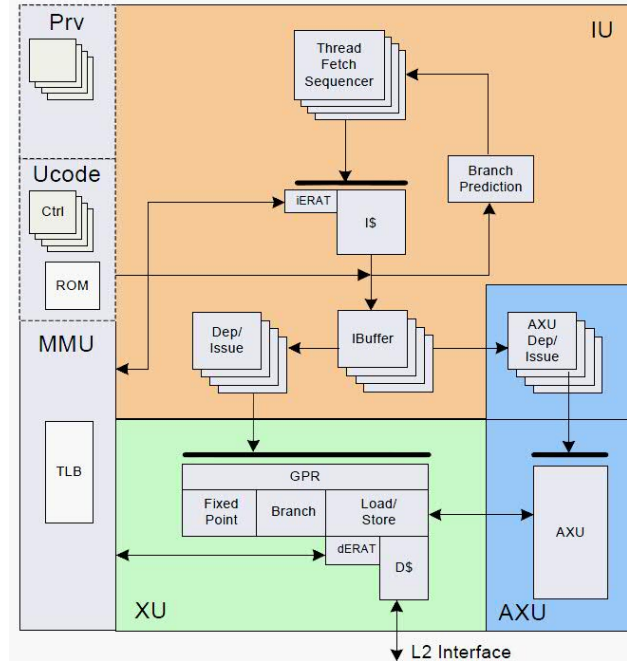 Prv
IU
Thread
Fetch
Sequencer
Ucode
Branch
Prediction
Ctrl
iERAT
I$
ROM
MMU
Dep/
Issue
IBuffer
AXU
Dep/
Issue
TLB
GPR
Fixed
Point
Branch
Load/
Store
AXU
dERAT
D$
XU
AXU
L2 Interface